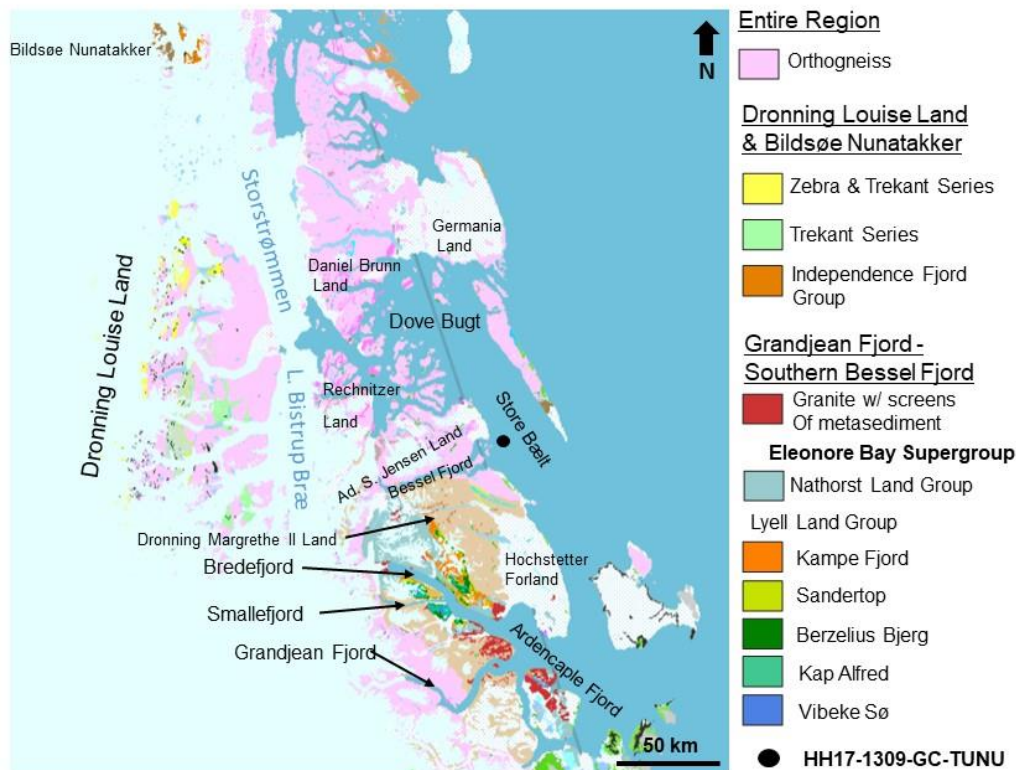 Bildsøe Nunatakker
N
Storstrømmen
Germania
Land
Daniel Brunn
Land
Dronning Louise Land
Dove Bugt
Rechnitzer
Land
L. Bistrup Bræ
Store Bælt
Ad. S. Jensen Land
Bessel Fjord
Dronning Margrethe II Land
Bredefjord
Hochstetter
Forland
Smallefjord
Grandjean Fjord
Ardencaple Fjord
50 km
Entire Region
Orthogneiss
Dronning Louise Land
& Bildsøe Nunatakker
Zebra & Trekant Series
Trekant Series
Independence Fjord
Group
Grandjean Fjord -
Southern Bessel Fjord
Granite w/ screens
Of metasediment
Eleonore Bay Supergroup
Nathorst Land Group
Lyell Land Group
Kampe Fjord
Sandertop
Berzelius Bjerg
Kap Alfred
Vibeke Sø
HH17-1309-GC-TUNU